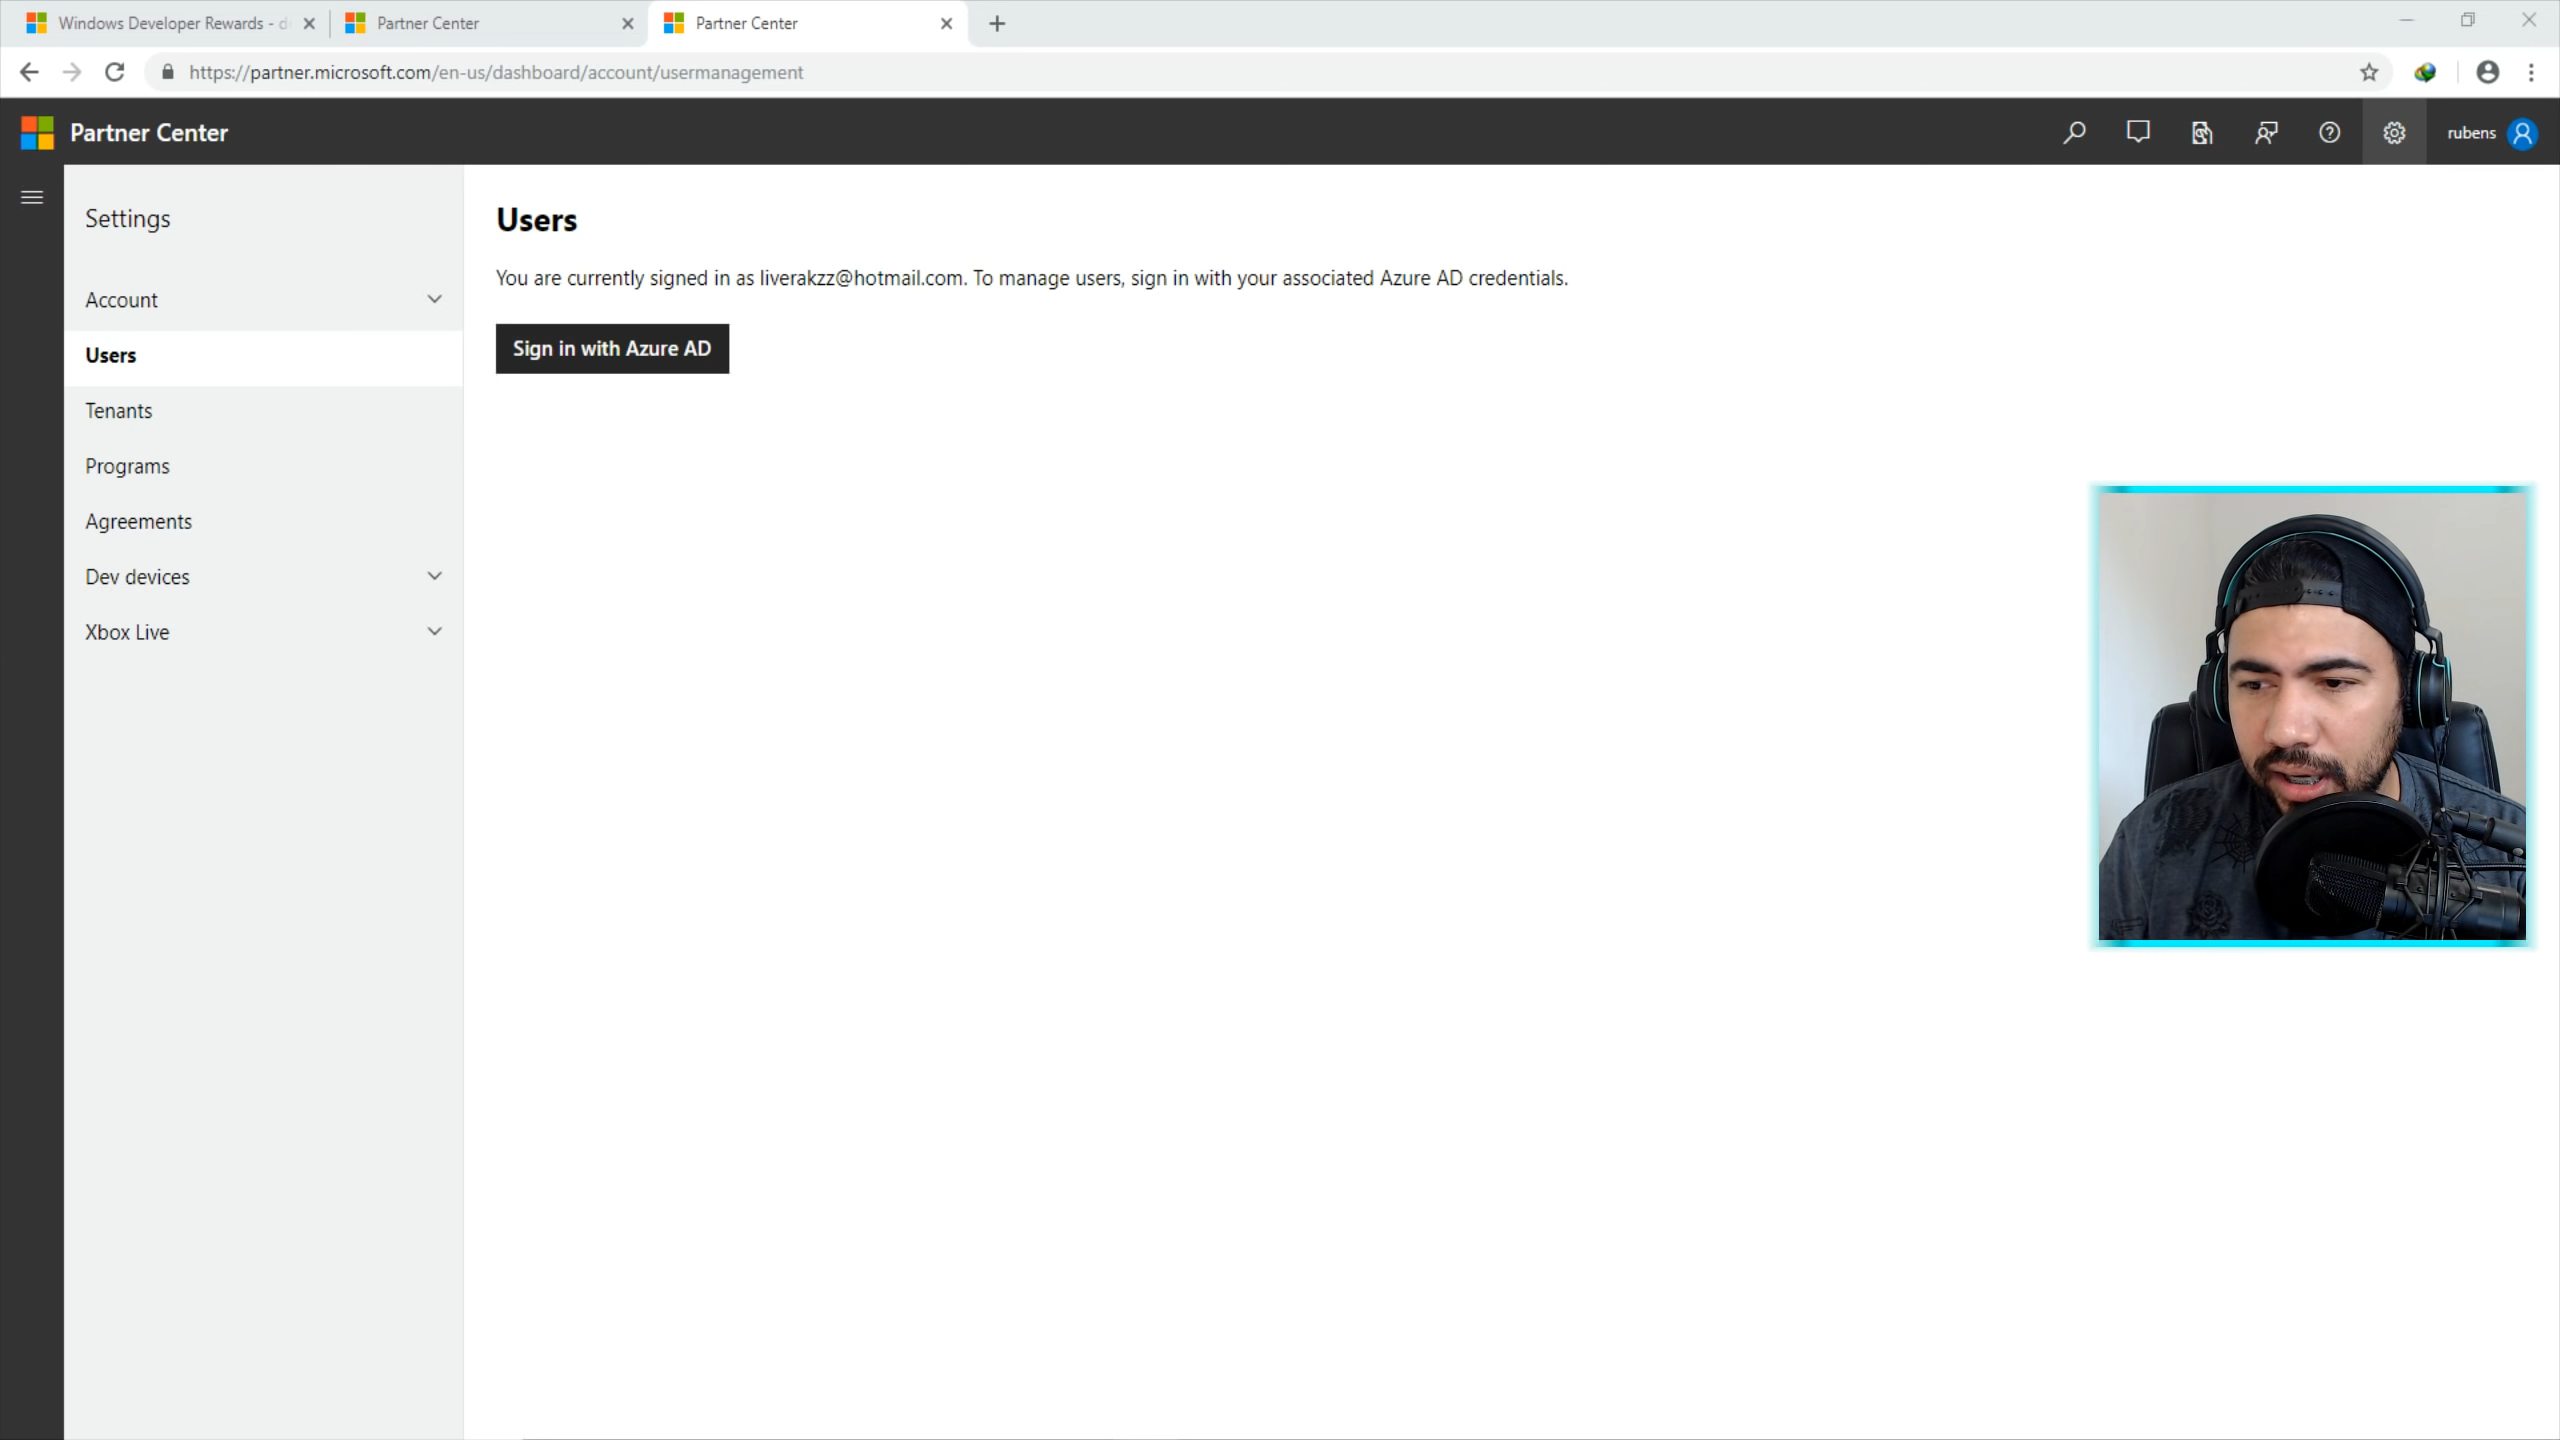 Windows Developer Rewards - d
Partner Center
Partner Center
https://partner.microsoft.com/en-us/dashboard/account/usermanagement
Partner Center
rubens
Settings
Account
Users
Tenants
Programs
Agreements
Dev devices
Xbox Live
Users
You are currently signed in as liverakzz@hotmail.com. To manage users, sign in with your associated Azure AD credentials.
Sign in with Azure AD